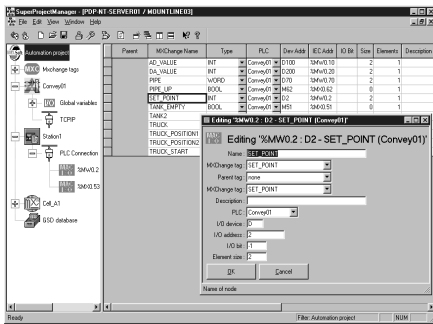 SuperProjectManager - [PDP-NT-SERVER01 / MOUNTLINE03]
File Edit View Window Help
Automation project
Mxchange tags
Convey01
Global variables
TCPIP
Station1
PLC Connection
%MW0.2
%MX0.53
Cell_A1
GSD database
Parent MXChange Name Type PLC Dev Addr IEC Addr IO Bit Size Elements Description
AD_VALUE INT Convey01 D100 %MW0.10 2 1
DA_VALUE INT Convey01 D200 %MW0.20 2 1
PIPE WORD Convey01 D70 %MW0.70 2 1
PIPE_UP BOOL Convey01 M62 %MX0.62 0 1
SET_POINT INT Convey01 D2 %MW0.2 2 1
TANK_EMPTY BOOL Convey01 M51 %MX0.51 0 1
TANK2
TRUCK
TRUCK_POSITION1
TRUCK_POSITION2
TRUCK_START
Editing '%MW0.2 : D2 - SET_POINT (Convey01)'
Editing '%MW0.2 : D2 - SET_POINT (Convey01)'
Name: SET_POINT
MXChange tag: SET_POINT
Parent tag: none
MXChange tag: SET_POINT
Description:
PLC: Convey01
I/O device: D
I/O address: 2
I/O bit: -1
Element size: 2
OK Cancel
Name of node
Ready Filter: Automation project NUM